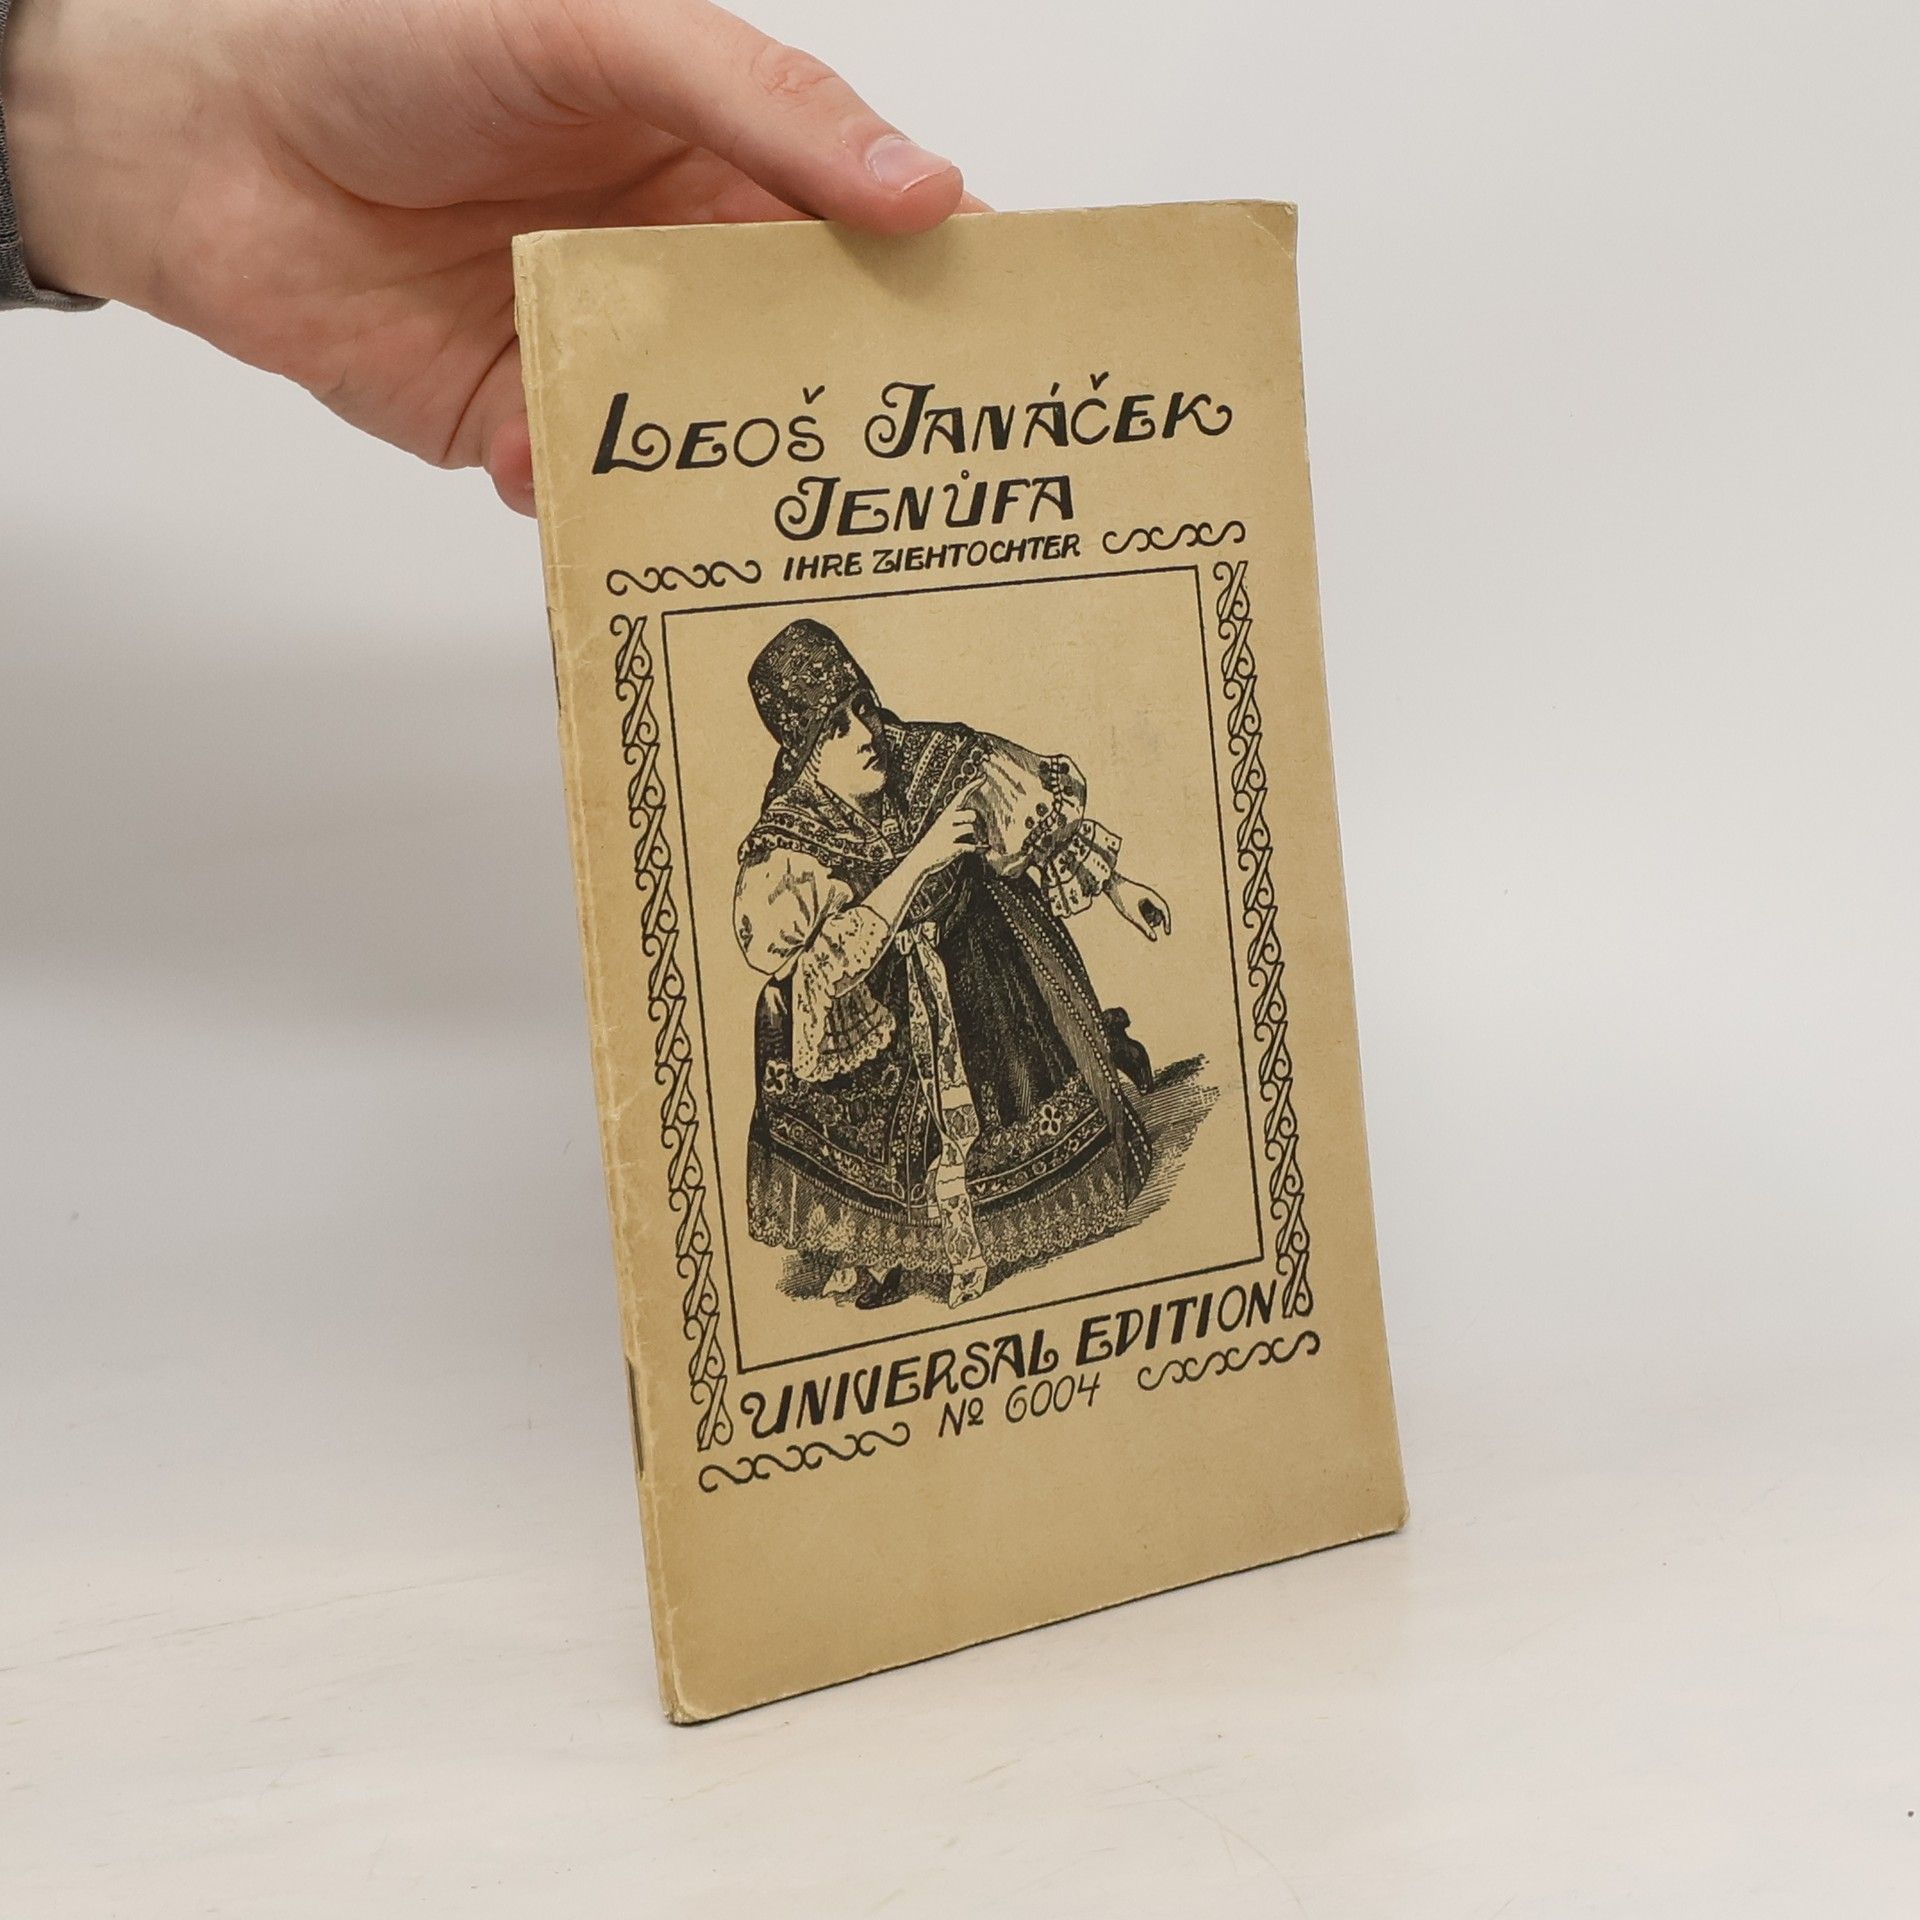 LEOŠ JANÁČEK
JENŮFA
IHRE ZIEHTOCHTER
UNIVERSAL EDITION
Nº 6004